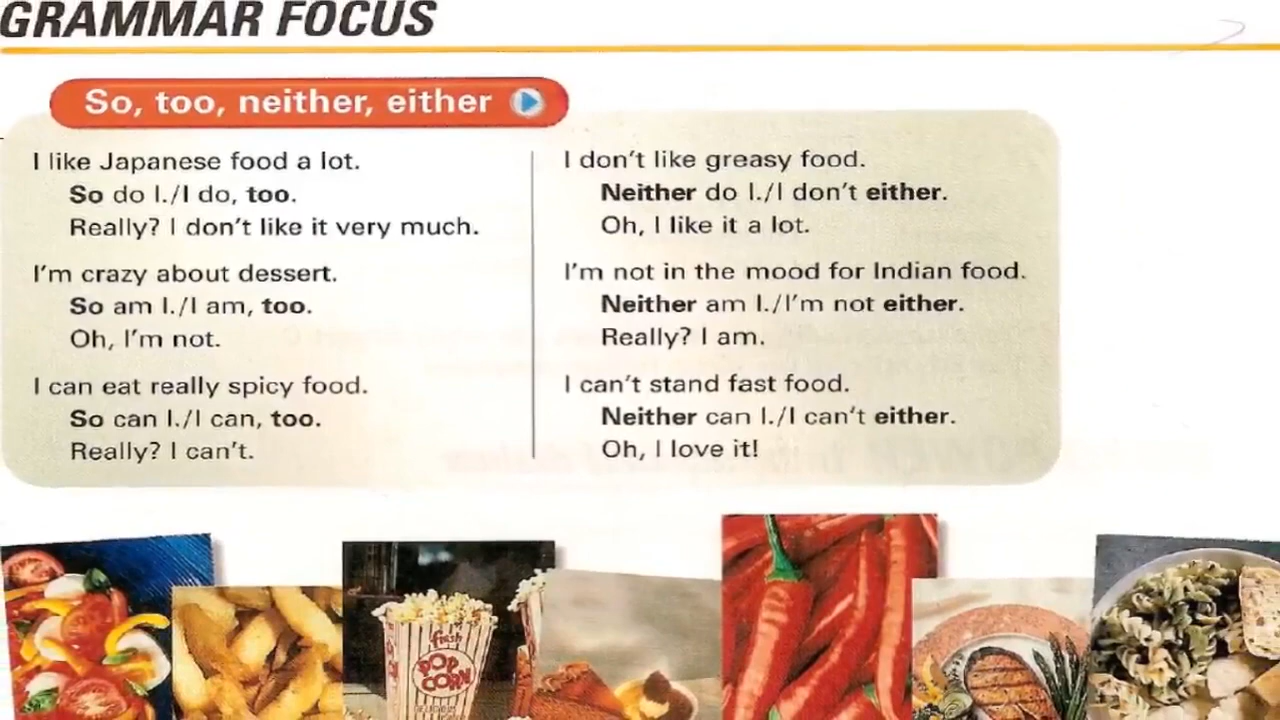 GRAMMAR FOCUS
So, too, neither, either
I like Japanese food a lot.
So do I./I do, too.
Really? I don't like it very much.
I'm crazy about dessert.
So am I./I am, too.
Oh, I'm not.
I can eat really spicy food.
So can I./I can, too.
Really? I can't.
I don't like greasy food.
Neither do I./I don't either.
Oh, I like it a lot.
I'm not in the mood for Indian food.
Neither am I./I'm not either.
Really? I am.
I can't stand fast food.
Neither can I./I can't either.
Oh, I love it!
fresh
POP
CORN